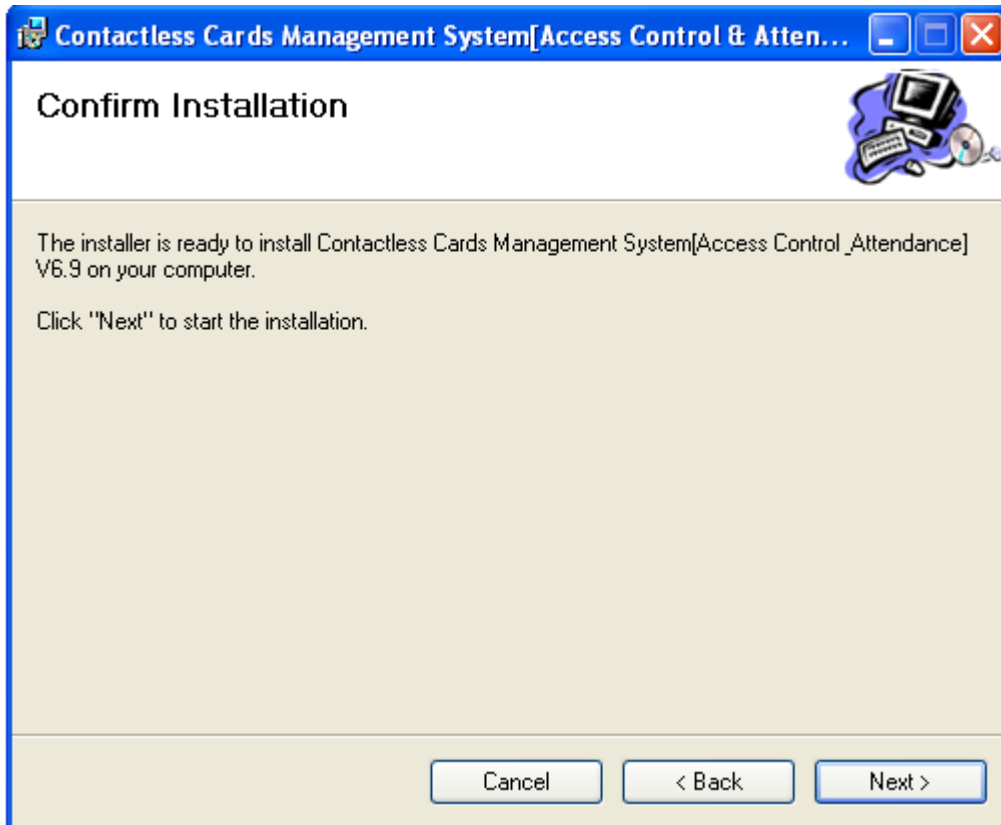 Contactless Cards Management System[Access Control & Atten...
Confirm Installation
The installer is ready to install Contactless Cards Management System[Access Control _Attendance]
V6.9 on your computer.
Click "Next" to start the installation.
Cancel
< Back
Next >